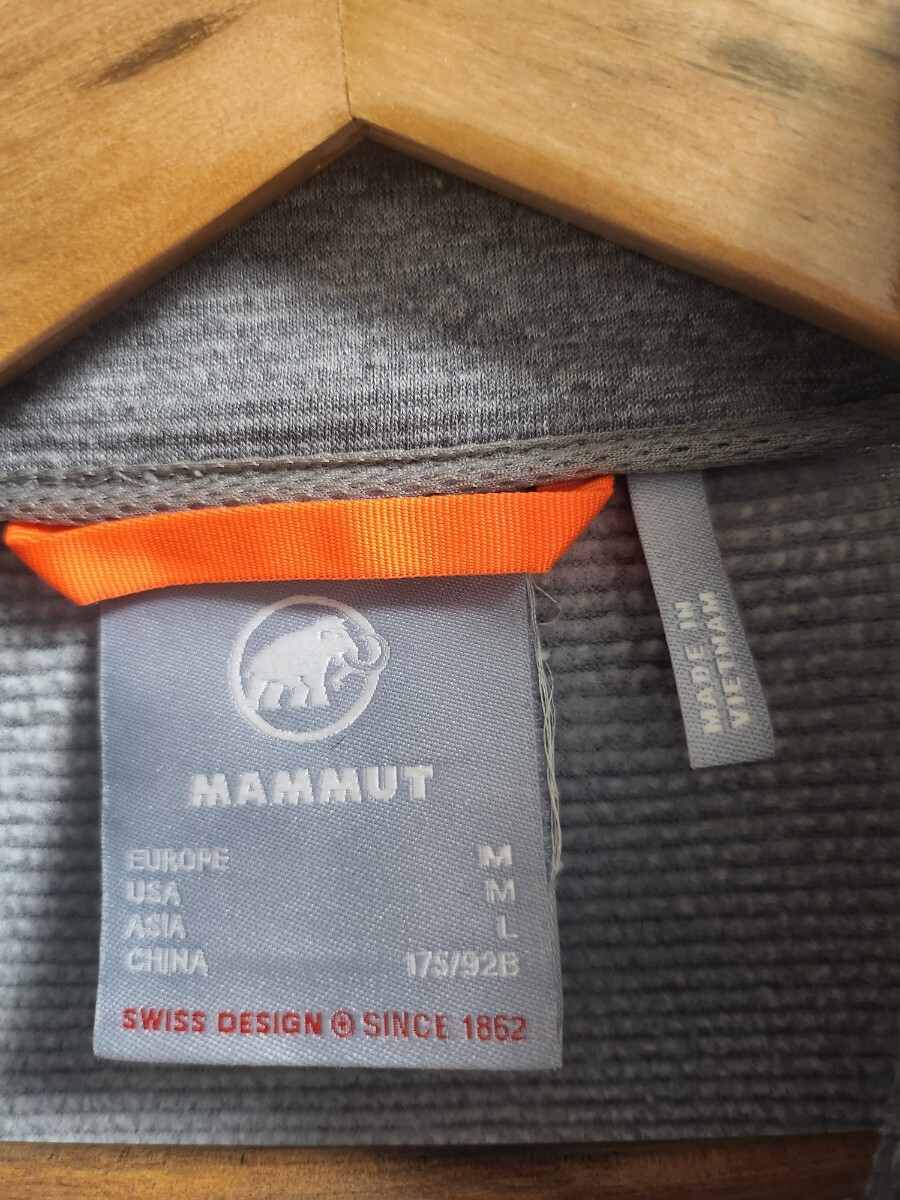 MAMMUT
EUROPE M
USA M
ASIA L
CHINA 175/92B
SWISS DESIGN SINCE 1862
MADE IN
VIETNAM